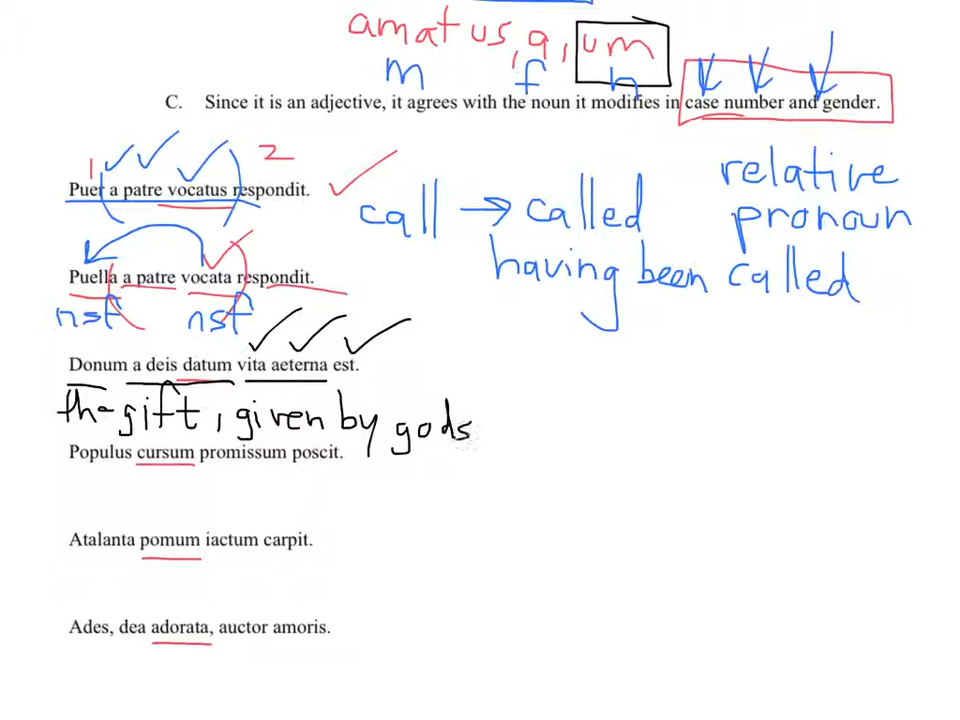 amatus, a, um
m f n
C. Since it is an adjective, it agrees with the noun it modifies in case number and gender.
1 2
Puer a patre vocatus respondit.
call → called
relative
pronoun
having been called
Puella a patre vocata respondit.
nsf nsf
Donum a deis datum vita aeterna est.
the gift, given by gods
Populus cursum promissum poscit.
Atalanta pomum iactum carpit.
Ades, dea adorata, auctor amoris.